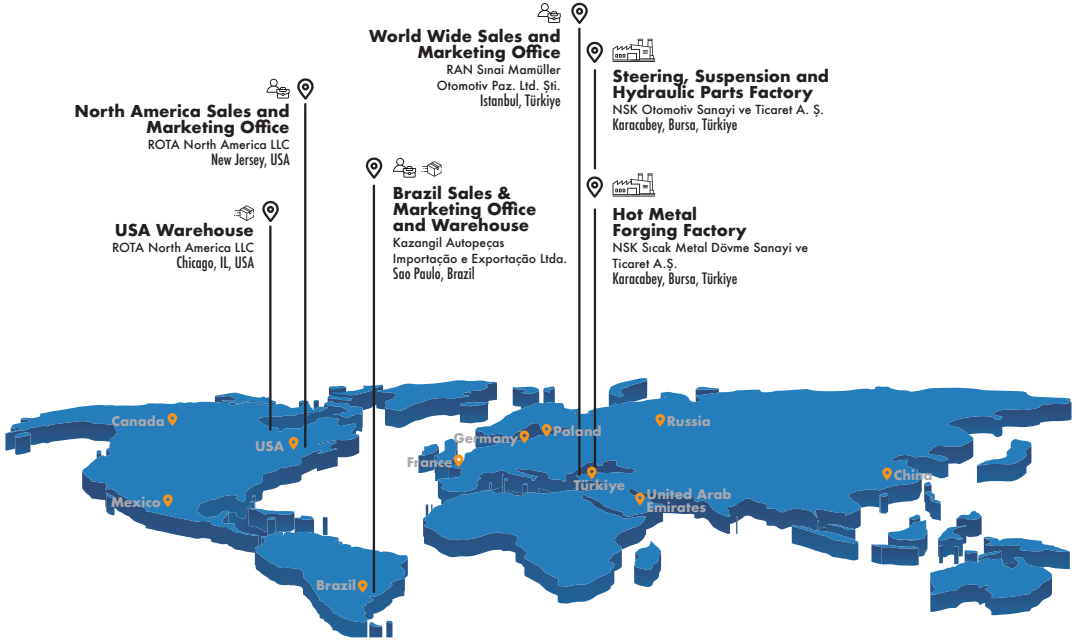 World Wide Sales and
Marketing Office
RAN Sınai Mamüller
Otomotiv Paz. Ltd. Şti.
Istanbul, Türkiye
Steering, Suspension and
Hydraulic Parts Factory
NSK Otomotiv Sanayi ve Ticaret A. Ş.
Karacabey, Bursa, Türkiye
North America Sales and
Marketing Office
ROTA North America LLC
New Jersey, USA
Brazil Sales &
Marketing Office
and Warehouse
Kazangil Autopeças
Importação e Exportação Ltda.
Sao Paulo, Brazil
USA Warehouse
ROTA North America LLC
Chicago, IL, USA
Hot Metal
Forging Factory
NSK Sıcak Metal Dövme Sanayi ve
Ticaret A.Ş.
Karacabey, Bursa, Türkiye
Canada
USA
Mexico
Brazil
Germany
Poland
France
Russia
Türkiye
United Arab
Emirates
China